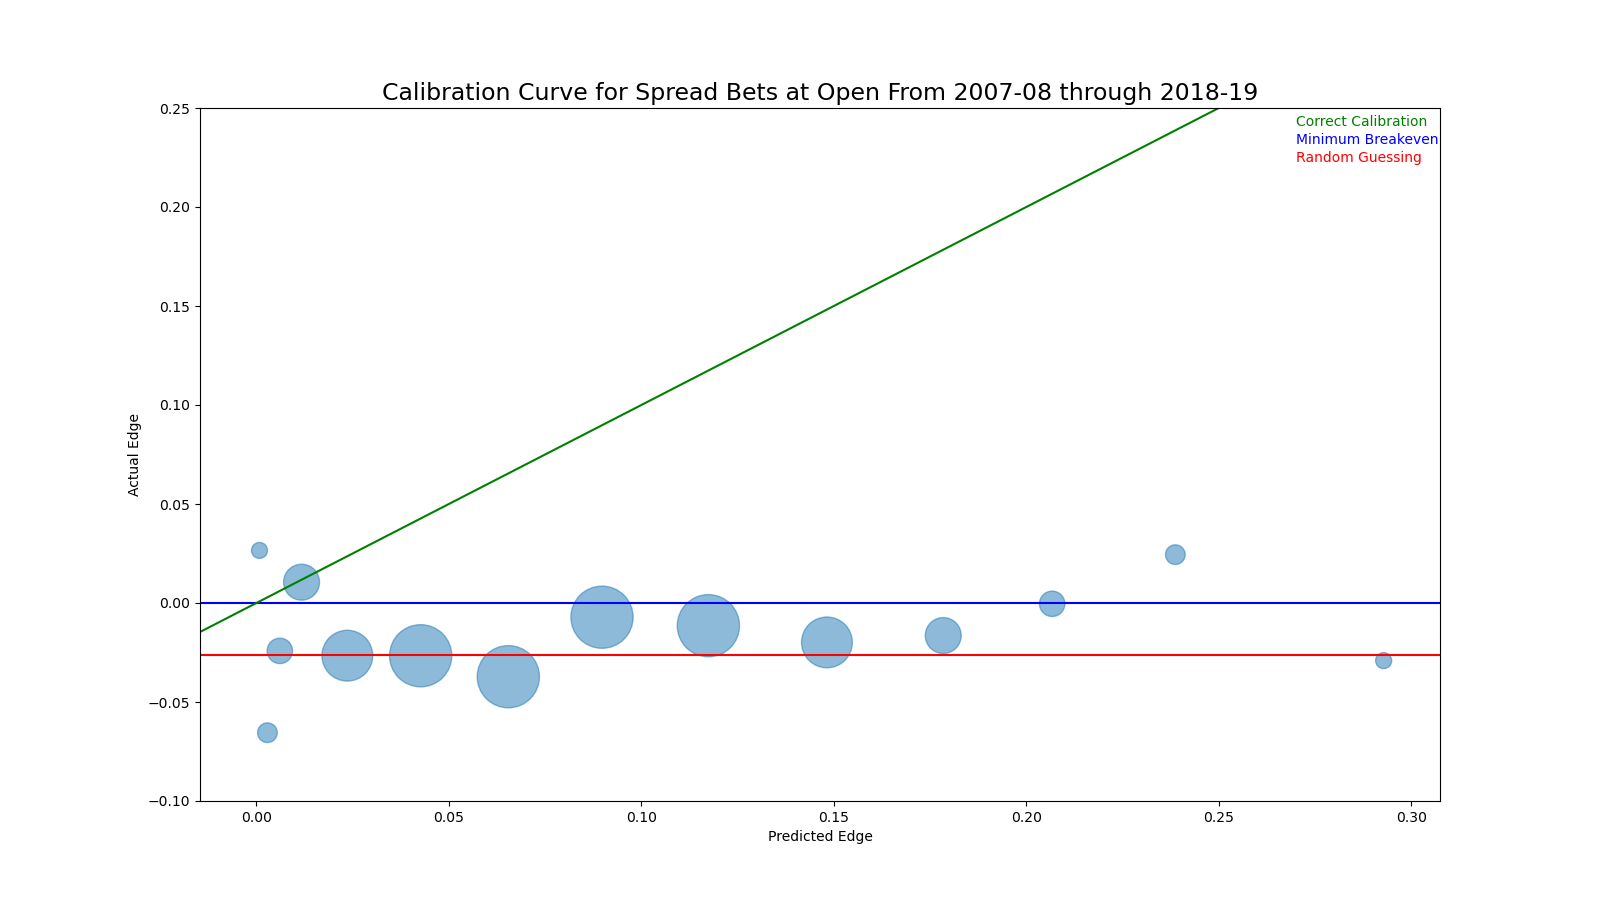 Calibration Curve for Spread Bets at Open From 2007-08 through 2018-19
Correct Calibration
Minimum Breakeven
Random Guessing
0.25
0.20
0.15
0.10
0.05
0.00
−0.05
−0.10
Actual Edge
0.00 0.05 0.10 0.15 0.20 0.25 0.30
Predicted Edge